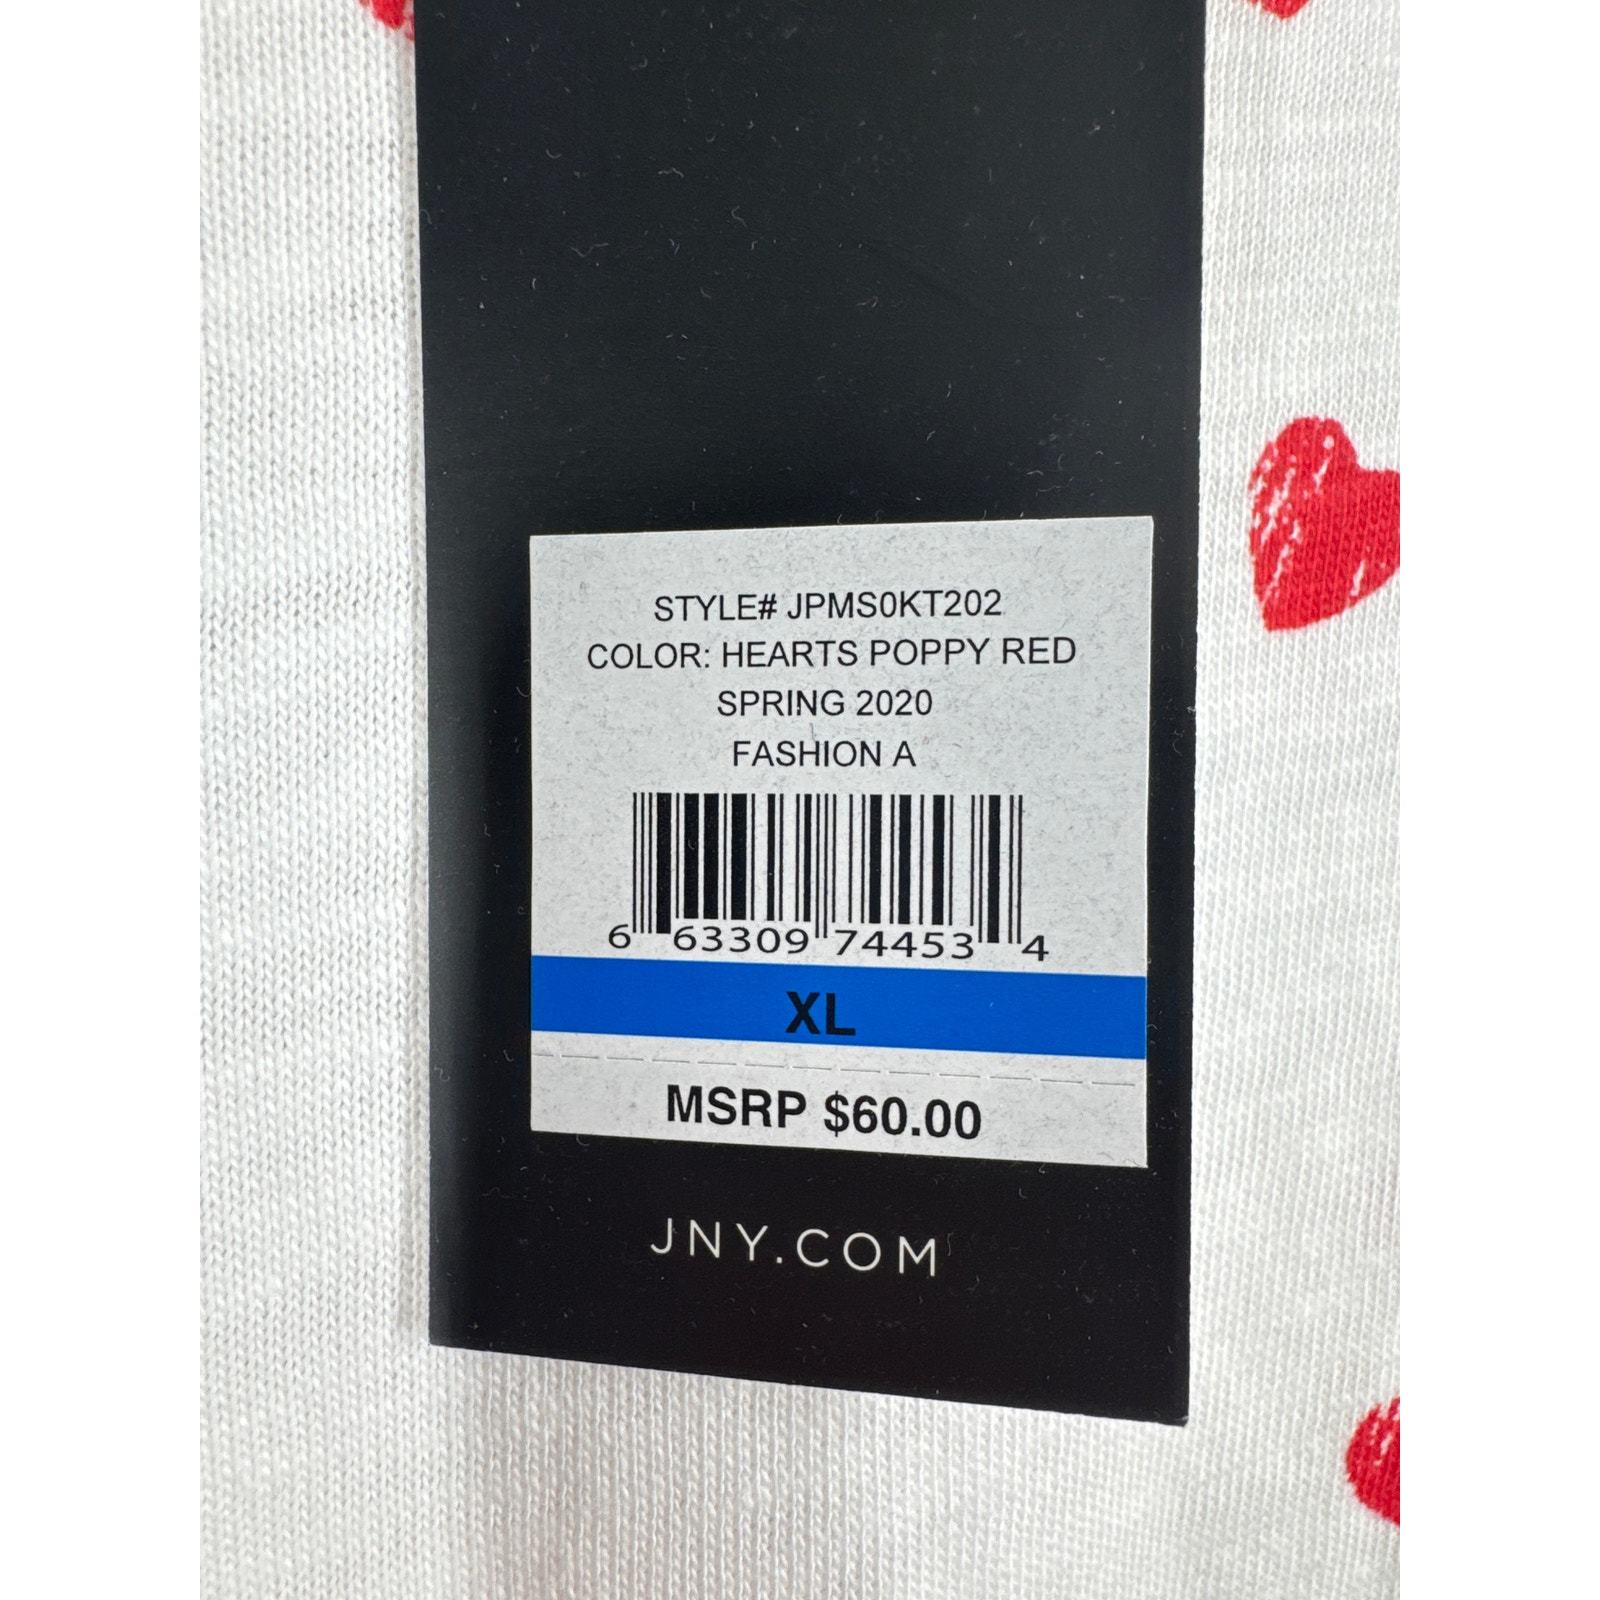 STYLE# JPMS0KT202
COLOR: HEARTS POPPY RED
SPRING 2020
FASHION A
6 63309 74453 4
XL
MSRP $60.00
JNY.COM